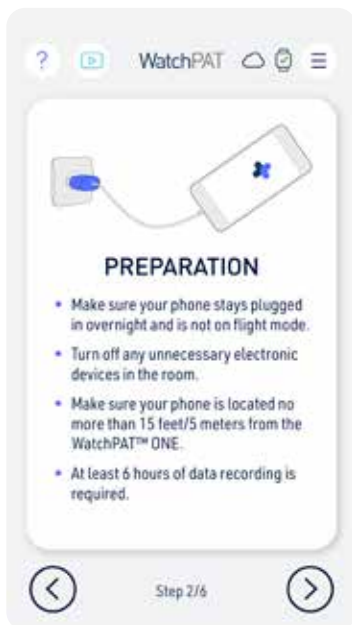 ?
WatchPAT
PREPARATION
• Make sure your phone stays plugged
in overnight and is not on flight mode.
• Turn off any unnecessary electronic
devices in the room.
• Make sure your phone is located no
more than 15 feet/5 meters from the
WatchPAT™ ONE.
• At least 6 hours of data recording is
required.
Step 2/6